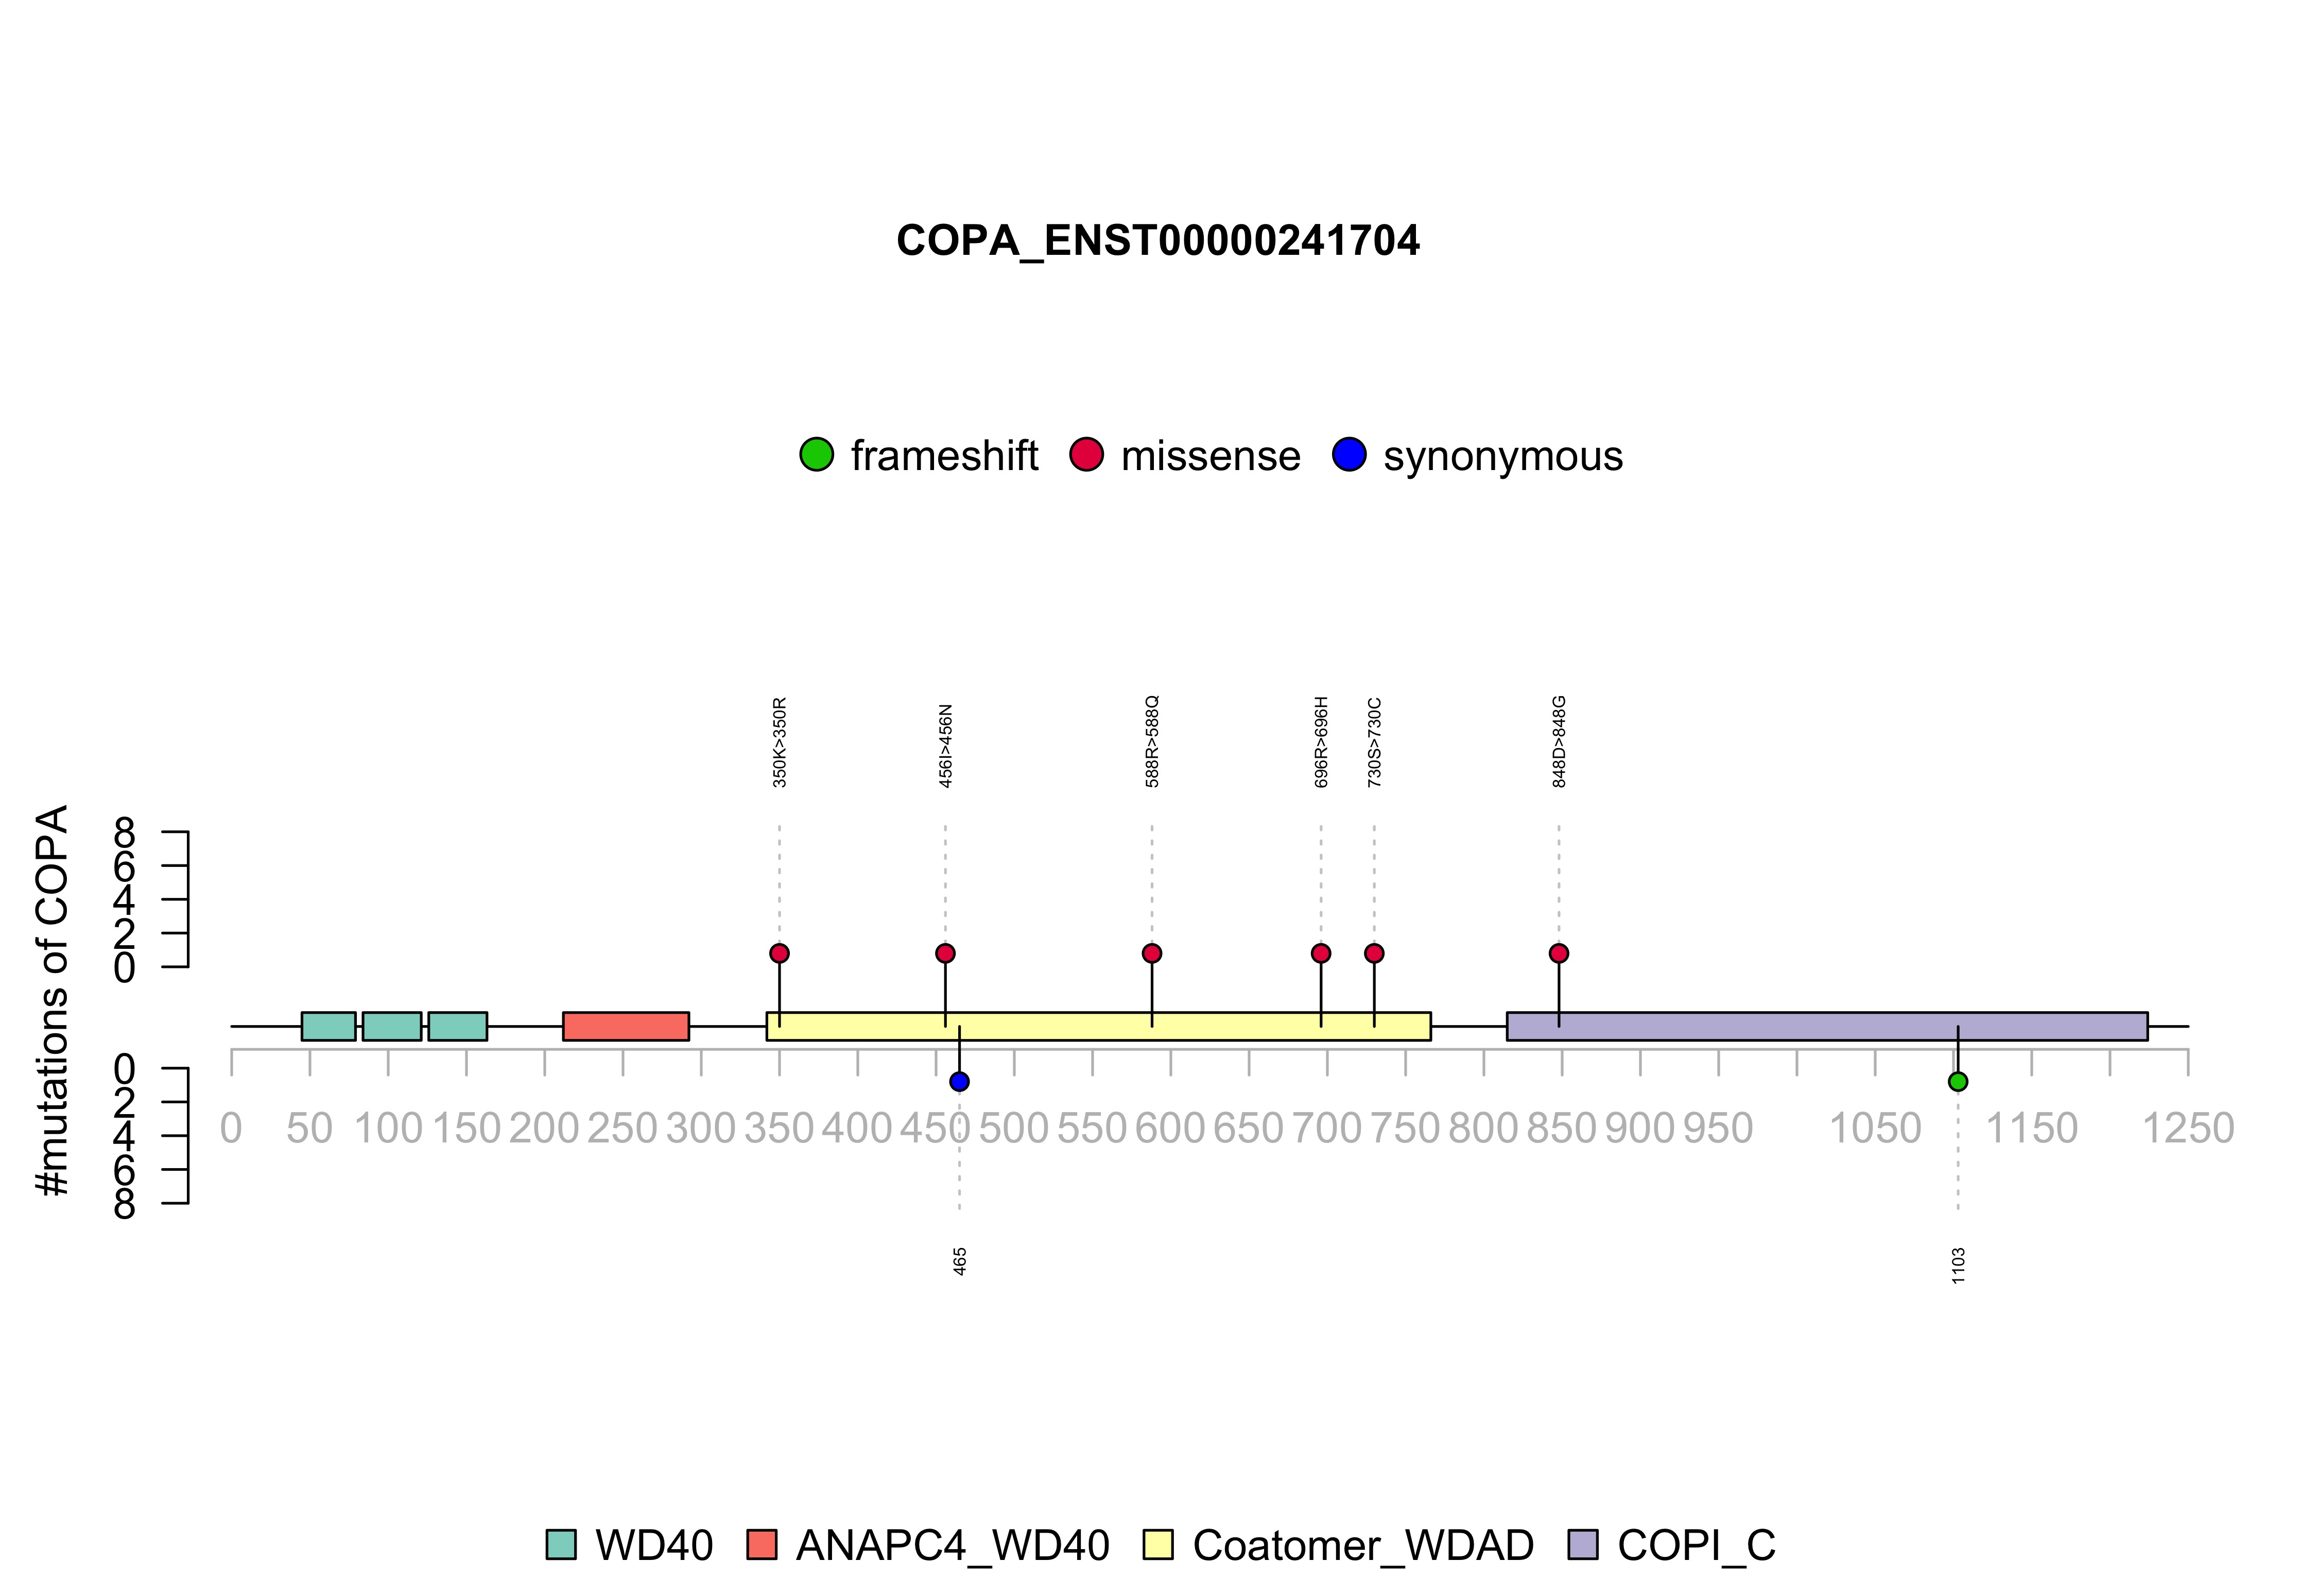 COPA_ENST00000241704
frameshift missense synonymous
350K>350R
456I>456N
588R>588Q
696R>696H
730S>730C
848D>848G
#mutations of COPA
8
6
4
2
0
0
2
4
6
8
0 50 100 150 200 250 300 350 400 450 500 550 600 650 700 750 800 850 900 950 1050 1150 1250
465
1103
WD40 ANAPC4_WD40 Coatomer_WDAD COPI_C